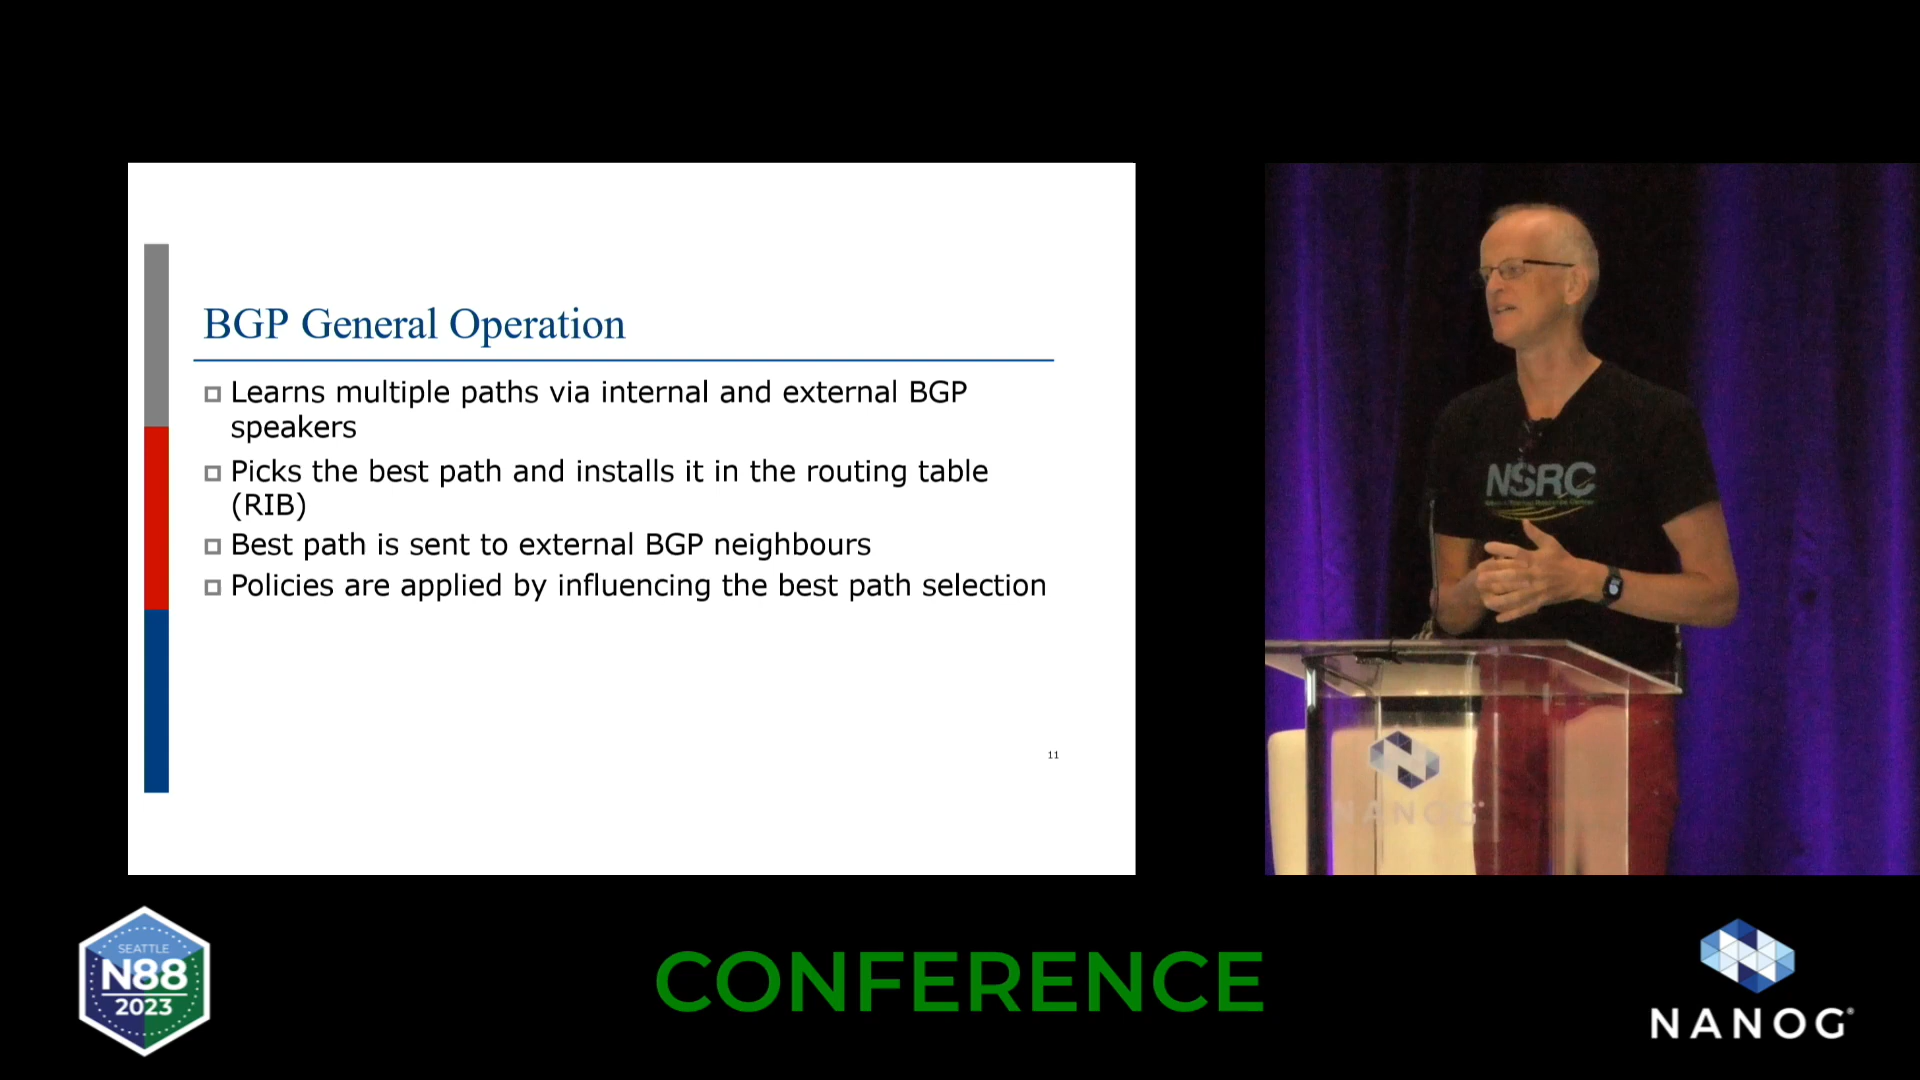 BGP General Operation
Learns multiple paths via internal and external BGP
speakers
Picks the best path and installs it in the routing table
(RIB)
Best path is sent to external BGP neighbours
Policies are applied by influencing the best path selection
11
NSRC
NANOG
SEATTLE
N88
2023
CONFERENCE
NANOG®